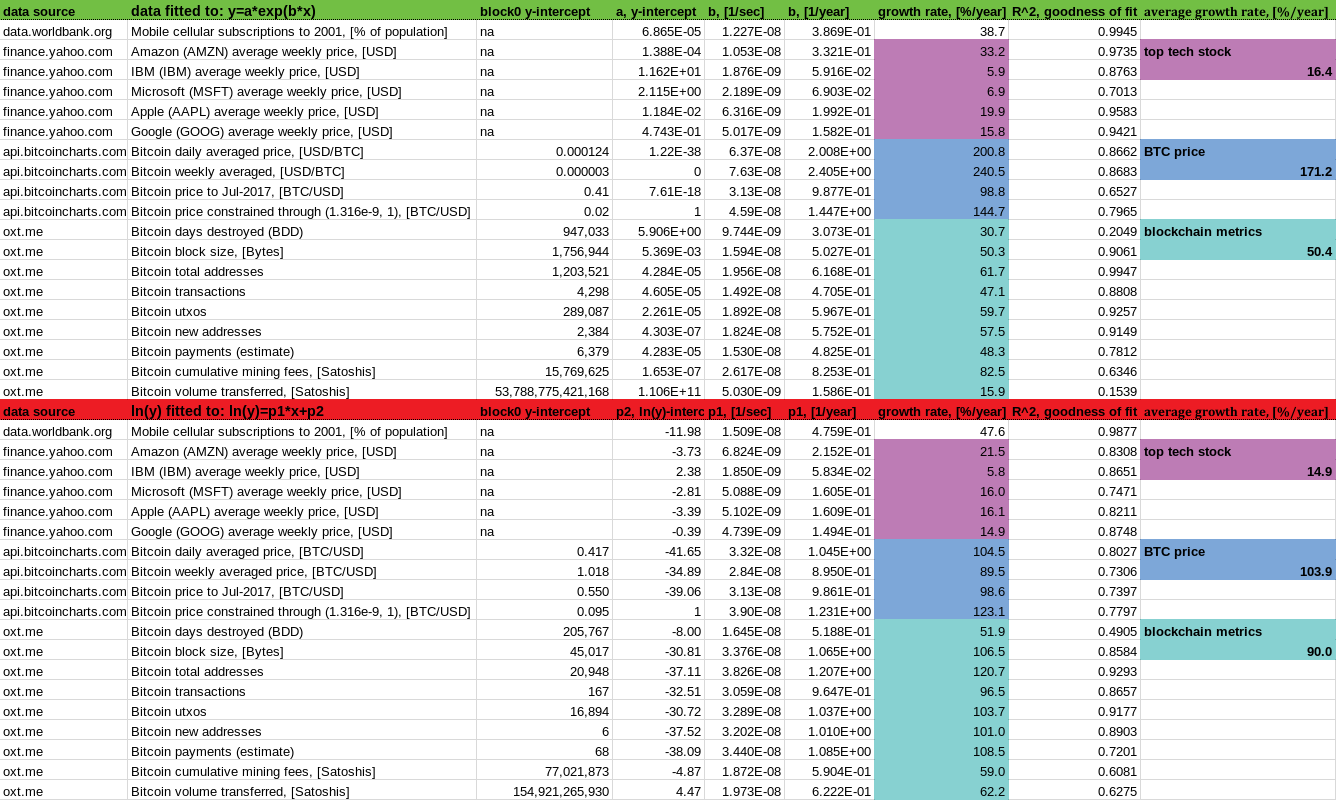 data source data fitted to: y=a*exp(b*x) block0 y-intercept a, y-intercept b, [1/sec] b, [1/year] growth rate, [%/year] R^2, goodness of fit average growth rate, [%/year]
data.worldbank.org Mobile cellular subscriptions to 2001, [% of population] na 6.865E-05 1.227E-08 3.869E-01 38.7 0.9945
finance.yahoo.com Amazon (AMZN) average weekly price, [USD] na 1.388E-04 1.053E-08 3.321E-01 33.2 0.9735 top tech stock
finance.yahoo.com IBM (IBM) average weekly price, [USD] na 1.162E+01 1.876E-09 5.916E-02 5.9 0.8763 16.4
finance.yahoo.com Microsoft (MSFT) average weekly price, [USD] na 2.115E+00 2.189E-09 6.903E-02 6.9 0.7013
finance.yahoo.com Apple (AAPL) average weekly price, [USD] na 1.184E-02 6.316E-09 1.992E-01 19.9 0.9583
finance.yahoo.com Google (GOOG) average weekly price, [USD] na 4.743E-01 5.017E-09 1.582E-01 15.8 0.9421
api.bitcoincharts.com Bitcoin daily averaged price, [USD/BTC] 0.000124 1.22E-38 6.37E-08 2.008E+00 200.8 0.8662 BTC price
api.bitcoincharts.com Bitcoin weekly averaged, [USD/BTC] 0.000003 0 7.63E-08 2.405E+00 240.5 0.8683 171.2
api.bitcoincharts.com Bitcoin price to Jul-2017, [BTC/USD] 0.41 7.61E-18 3.13E-08 9.877E-01 98.8 0.6527
api.bitcoincharts.com Bitcoin price constrained through (1.316e-9, 1), [BTC/USD] 0.02 1 4.59E-08 1.447E+00 144.7 0.7965
oxt.me Bitcoin days destroyed (BDD) 947,033 5.906E+00 9.744E-09 3.073E-01 30.7 0.2049 blockchain metrics
oxt.me Bitcoin block size, [Bytes] 1,756,944 5.369E-03 1.594E-08 5.027E-01 50.3 0.9061 50.4
oxt.me Bitcoin total addresses 1,203,521 4.284E-05 1.956E-08 6.168E-01 61.7 0.9947
oxt.me Bitcoin transactions 4,298 4.605E-05 1.492E-08 4.705E-01 47.1 0.8808
oxt.me Bitcoin utxos 289,087 2.261E-05 1.892E-08 5.967E-01 59.7 0.9257
oxt.me Bitcoin new addresses 2,384 4.303E-07 1.824E-08 5.752E-01 57.5 0.9149
oxt.me Bitcoin payments (estimate) 6,379 4.283E-05 1.530E-08 4.825E-01 48.3 0.7812
oxt.me Bitcoin cumulative mining fees, [Satoshis] 15,769,625 1.653E-07 2.617E-08 8.253E-01 82.5 0.6346
oxt.me Bitcoin volume transferred, [Satoshis] 53,788,775,421,168 1.106E+11 5.030E-09 1.586E-01 15.9 0.1539
data source ln(y) fitted to: ln(y)=p1*x+p2 block0 y-intercept p2, ln(y)-interc p1, [1/sec] p1, [1/year] growth rate, [%/year] R^2, goodness of fit average growth rate, [%/year]
data.worldbank.org Mobile cellular subscriptions to 2001, [% of population] na -11.98 1.509E-08 4.759E-01 47.6 0.9877
finance.yahoo.com Amazon (AMZN) average weekly price, [USD] na -3.73 6.824E-09 2.152E-01 21.5 0.8308 top tech stock
finance.yahoo.com IBM (IBM) average weekly price, [USD] na 2.38 1.850E-09 5.834E-02 5.8 0.8651 14.9
finance.yahoo.com Microsoft (MSFT) average weekly price, [USD] na -2.81 5.088E-09 1.605E-01 16.0 0.7471
finance.yahoo.com Apple (AAPL) average weekly price, [USD] na -3.39 5.102E-09 1.609E-01 16.1 0.8211
finance.yahoo.com Google (GOOG) average weekly price, [USD] na -0.39 4.739E-09 1.494E-01 14.9 0.8748
api.bitcoincharts.com Bitcoin daily averaged price, [BTC/USD] 0.417 -41.65 3.32E-08 1.045E+00 104.5 0.8027 BTC price
api.bitcoincharts.com Bitcoin weekly averaged price, [BTC/USD] 1.018 -34.89 2.84E-08 8.950E-01 89.5 0.7306 103.9
api.bitcoincharts.com Bitcoin price to Jul-2017, [BTC/USD] 0.550 -39.06 3.13E-08 9.861E-01 98.6 0.7397
api.bitcoincharts.com Bitcoin price constrained through (1.316e-9, 1), [BTC/USD] 0.095 1 3.90E-08 1.231E+00 123.1 0.7797
oxt.me Bitcoin days destroyed (BDD) 205,767 -8.00 1.645E-08 5.188E-01 51.9 0.4905 blockchain metrics
oxt.me Bitcoin block size, [Bytes] 45,017 -30.81 3.376E-08 1.065E+00 106.5 0.8584 90.0
oxt.me Bitcoin total addresses 20,948 -37.11 3.826E-08 1.207E+00 120.7 0.9293
oxt.me Bitcoin transactions 167 -32.51 3.059E-08 9.647E-01 96.5 0.8657
oxt.me Bitcoin utxos 16,894 -30.72 3.289E-08 1.037E+00 103.7 0.9177
oxt.me Bitcoin new addresses 6 -37.52 3.202E-08 1.010E+00 101.0 0.8903
oxt.me Bitcoin payments (estimate) 68 -38.09 3.440E-08 1.085E+00 108.5 0.7201
oxt.me Bitcoin cumulative mining fees, [Satoshis] 77,021,873 -4.87 1.872E-08 5.904E-01 59.0 0.6081
oxt.me Bitcoin volume transferred, [Satoshis] 154,921,265,930 4.47 1.973E-08 6.222E-01 62.2 0.6275